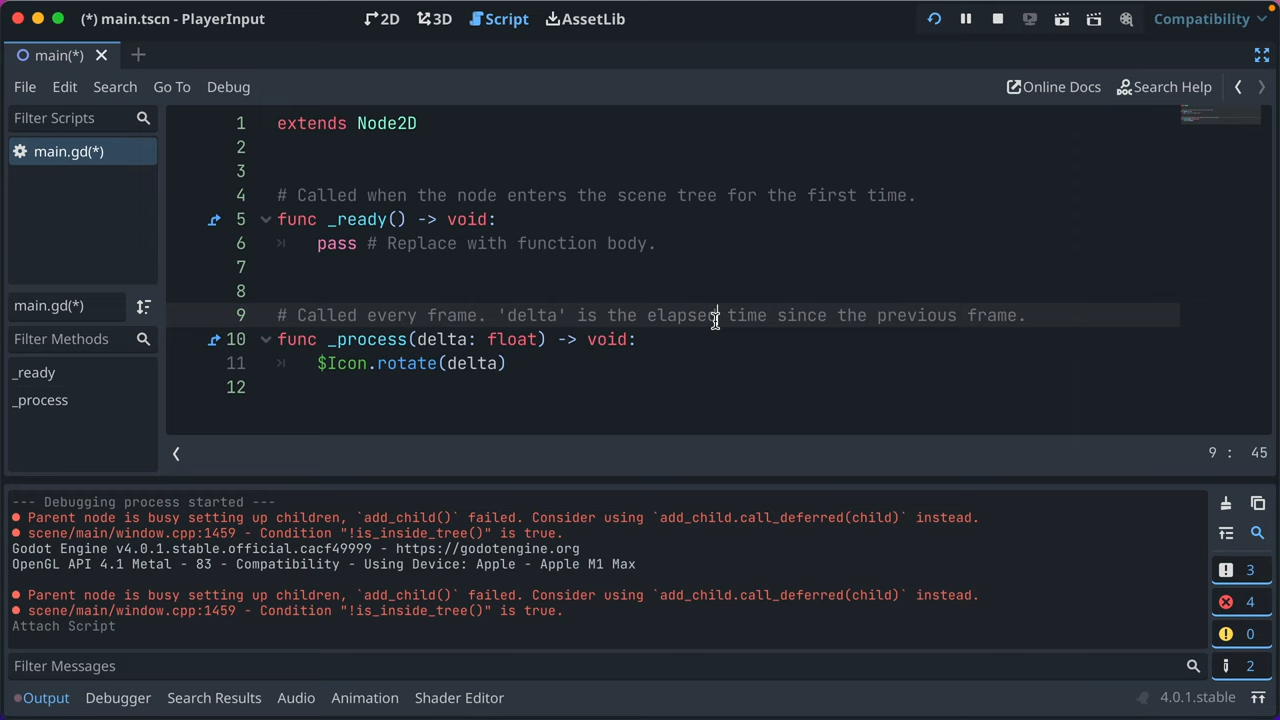 (*) main.tscn - PlayerInput
2D 3D Script AssetLib
Compatibility
main(*)
File Edit Search Go To Debug
Online Docs Search Help
Filter Scripts
main.gd(*)
main.gd(*)
Filter Methods
_ready
_process
1 extends Node2D
2
3
4 # Called when the node enters the scene tree for the first time.
5 func _ready() -> void:
6 pass # Replace with function body.
7
8
9 # Called every frame. 'delta' is the elapsed time since the previous frame.
10 func _process(delta: float) -> void:
11 $Icon.rotate(delta)
12
9 : 45
--- Debugging process started ---
Parent node is busy setting up children, `add_child()` failed. Consider using `add_child.call_deferred(child)` instead.
scene/main/window.cpp:1459 - Condition "!is_inside_tree()" is true.
Godot Engine v4.0.1.stable.official.cacf49999 - https://godotengine.org
OpenGL API 4.1 Metal - 83 - Compatibility - Using Device: Apple - Apple M1 Max
Parent node is busy setting up children, `add_child()` failed. Consider using `add_child.call_deferred(child)` instead.
scene/main/window.cpp:1459 - Condition "!is_inside_tree()" is true.
Attach Script
3
4
0
2
Filter Messages
Output Debugger Search Results Audio Animation Shader Editor
4.0.1.stable